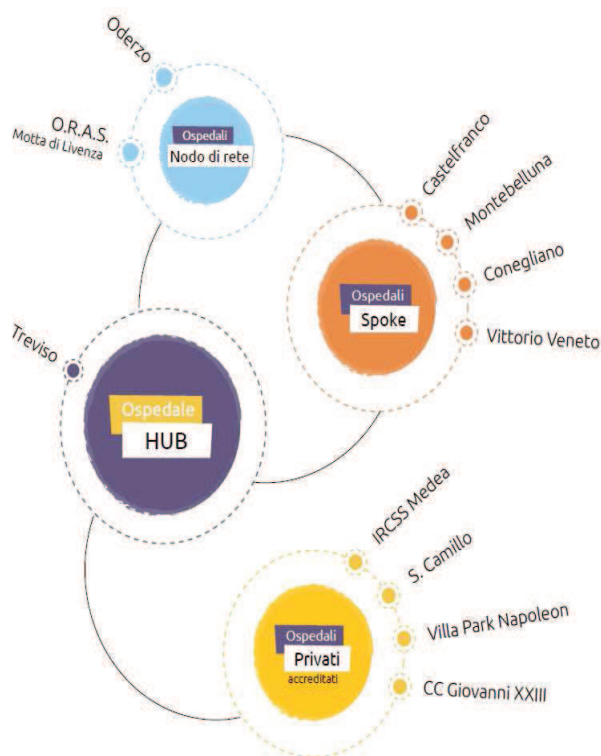 Oderzo
O.R.A.S.
Motta di Livenza
Ospedali
Nodo di rete
Castelfranco
Montebelluna
Conegliano
Vittorio Veneto
Ospedali
Spoke
Treviso
Ospedale
HUB
IRCSS Medea
S. Camillo
Villa Park Napoleon
CC Giovanni XXIII
Ospedali
Privati
accreditati